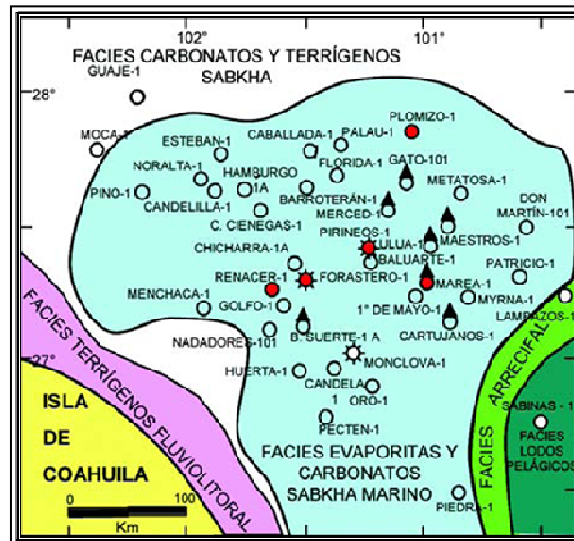 102°
101°
FACIES CARBONATOS Y TERRÍGENOS
SABKHA
GUAJE-1
28°
PLOMIZO-1
MOCA-1
CABALLADA-1
PALAU-1
ESTEBAN-1
GATO-101
FLORIDA-1
NORALTA-1
HAMBURGO
1A
METATOSA-1
BARROTERÁN-1
DON
MARTÍN-101
PINO-1
CANDELILLA-1
MERCED-1
C. CIENEGAS-1
PIRINEOS-1
ULUA-1
MAESTROS-1
CHICHARRA-1A
BALUARTE-1
PATRICIO-1
RENACER-1
FORASTERO-1
MAREA-1
MENCHACA-1
GOLFO-1
1° DE MAYO-1
MYRNA-1
LAMPAZOS-1
NADADORES-101
B. SUERTE-1 A
CARTUJANOS-1
27°
MONCLOVA-1
HUERTA-1
CANDELA
1
ORO-1
PECTEN-1
SABINAS - 1
FACIES
LODOS
PELÁGICOS
FACIES ARRECIFAL
FACIES TERRÍGENOS FLUVIOLITORAL
ISLA
DE
COAHUILA
FACIES EVAPORITAS Y
CARBONATOS
SABKHA MARINO
PIEDRA-1
0
100
Km